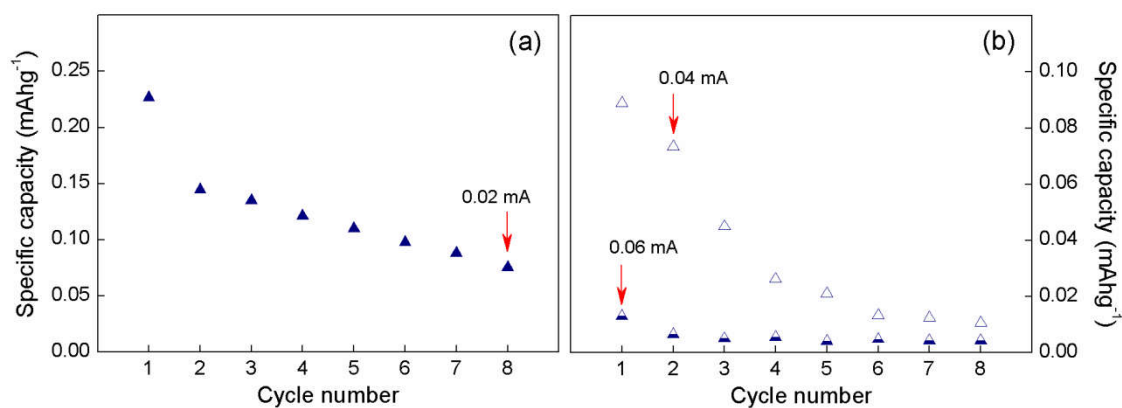 (a)
Specific capacity (mAhg⁻¹)
0.25
0.20
0.15
0.10
0.05
0.00
0.02 mA
1 2 3 4 5 6 7 8
Cycle number
(b)
0.04 mA
0.06 mA
0.10
0.08
0.06
0.04
0.02
0.00
Specific capacity (mAhg⁻¹)
1 2 3 4 5 6 7 8
Cycle number